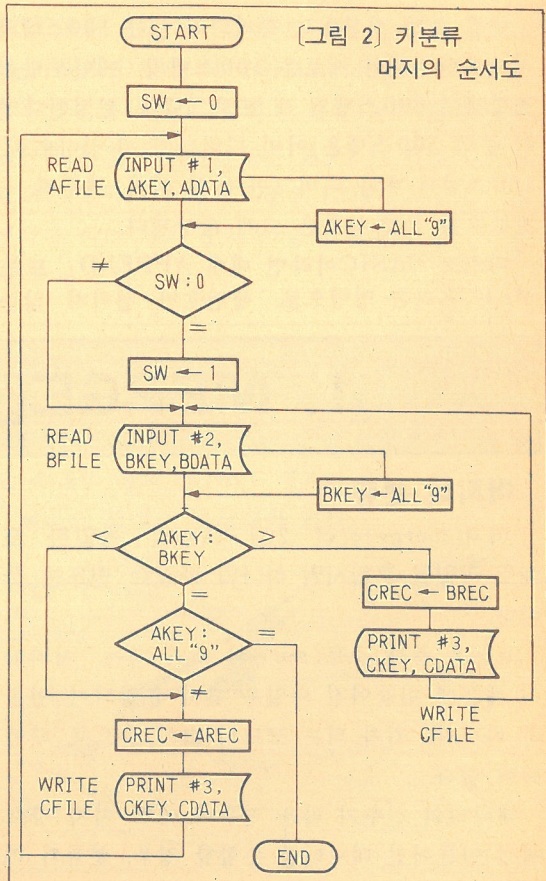 START
〔그림 2〕 키분류
머지의 순서도
SW ← 0
READ
AFILE
INPUT #1,
AKEY,ADATA
AKEY←ALL“9”
≠
SW:0
=
SW ← 1
READ
BFILE
INPUT #2,
BKEY,BDATA
BKEY←ALL“9”
<
AKEY:
BKEY
>
=
CREC ← BREC
AKEY:
ALL“9”
=
PRINT #3,
CKEY, CDATA
≠
WRITE
CFILE
CREC←AREC
WRITE
CFILE
PRINT #3,
CKEY, CDATA
END